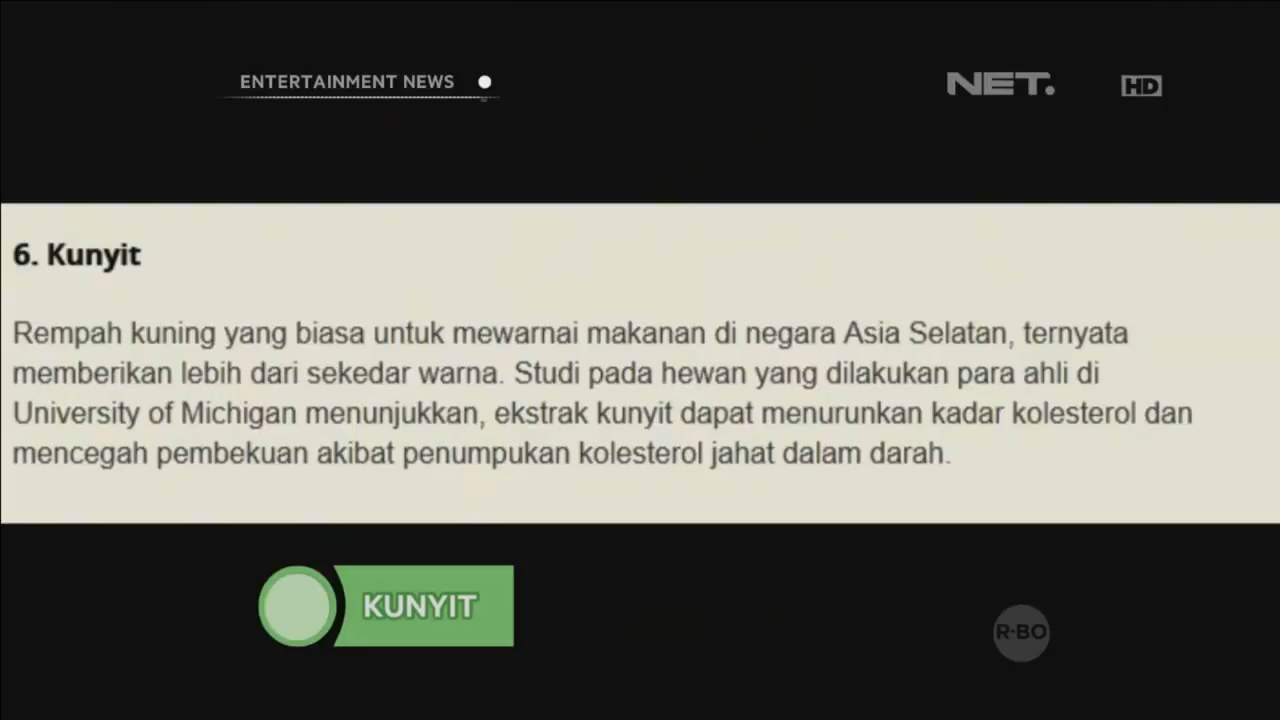 ENTERTAINMENT NEWS
NET.
HD
6. Kunyit
Rempah kuning yang biasa untuk mewarnai makanan di negara Asia Selatan, ternyata
memberikan lebih dari sekedar warna. Studi pada hewan yang dilakukan para ahli di
University of Michigan menunjukkan, ekstrak kunyit dapat menurunkan kadar kolesterol dan
mencegah pembekuan akibat penumpukan kolesterol jahat dalam darah.
KUNYIT
R-BO